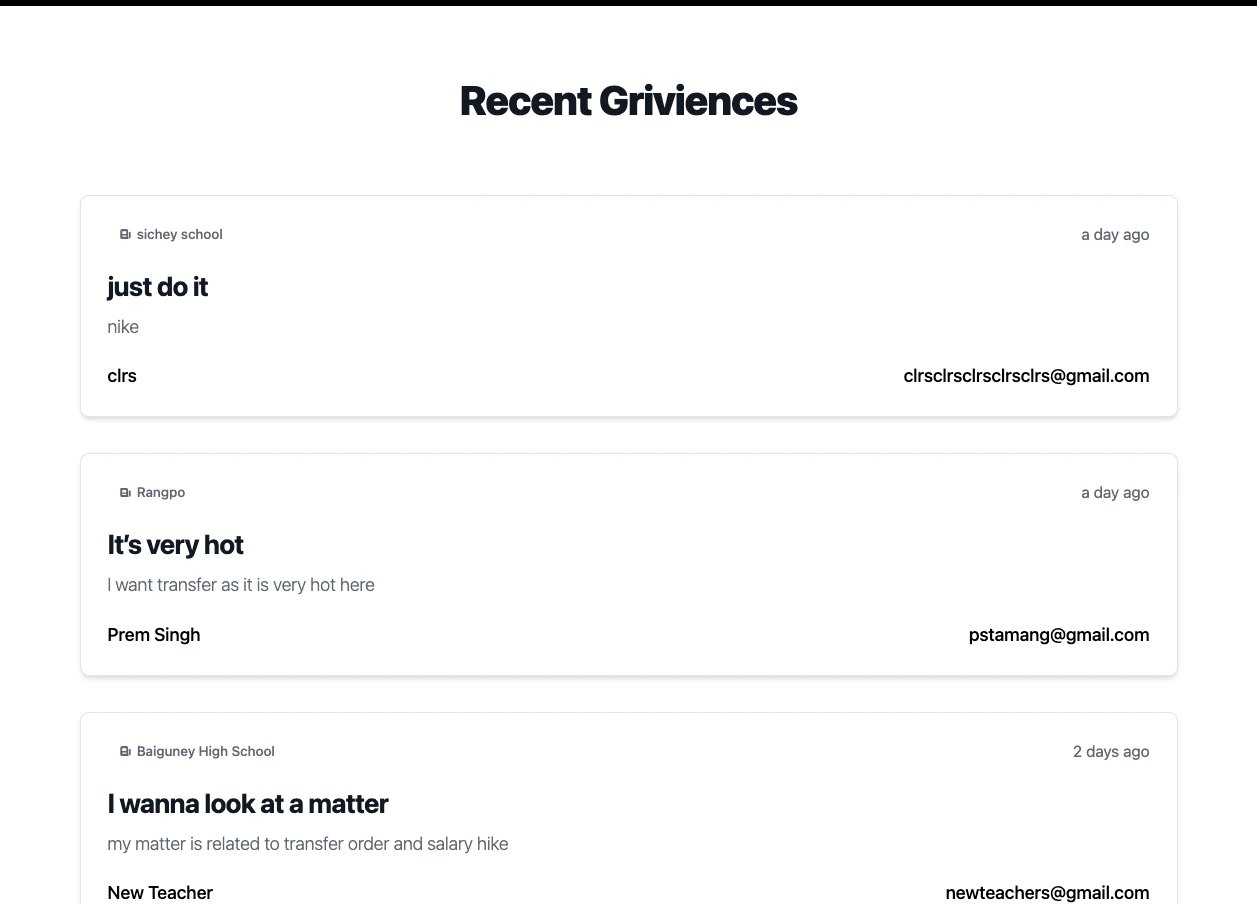 Recent Griviences
sichey school
a day ago
just do it
nike
clrs
clrsclrsclrsclrsclrs@gmail.com
Rangpo
a day ago
It's very hot
I want transfer as it is very hot here
Prem Singh
pstamang@gmail.com
Baiguney High School
2 days ago
I wanna look at a matter
my matter is related to transfer order and salary hike
New Teacher
newteachers@gmail.com